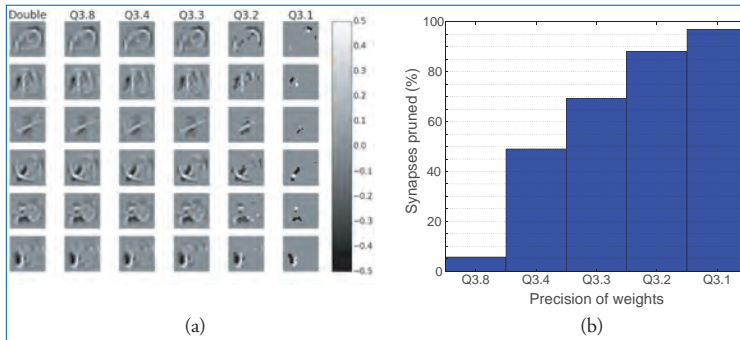 Double Q3.8 Q3.4 Q3.3 Q3.2 Q3.1
0.5
0.4
0.3
0.2
0.1
0.0
−0.1
−0.2
−0.3
−0.4
−0.5
(a)
Synapses pruned (%)
100
80
60
40
20
0
Q3.8 Q3.4 Q3.3 Q3.2 Q3.1
Precision of weights
(b)